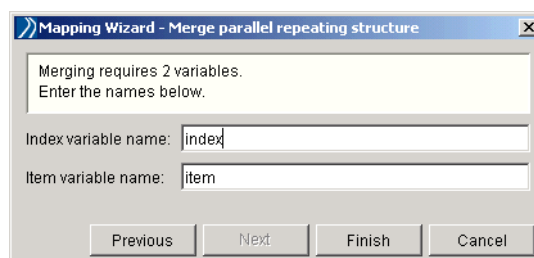 Mapping Wizard - Merge parallel repeating structure
Merging requires 2 variables.
Enter the names below.
Index variable name: index
Item variable name: item
Previous Next Finish Cancel